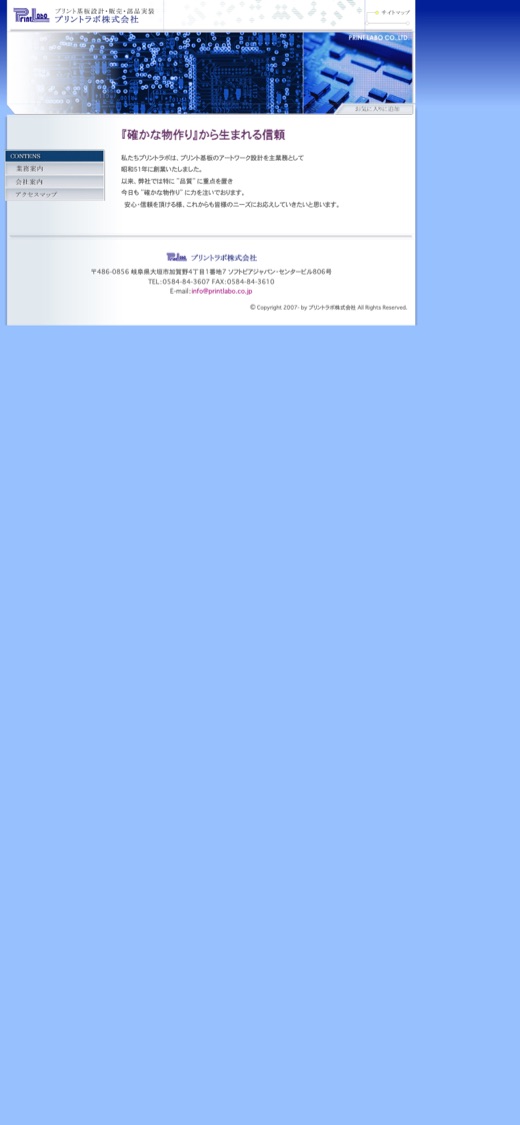 Print Labo
プリント基板設計・販売・部品実装
プリントラボ株式会社
サイトマップ
PRINT LABO CO.,LTD.
お気に入りに追加
『確かな物作り』から生まれる信頼
CONTENS
業務案内
会社案内
アクセスマップ
私たちプリントラボは、プリント基板のアートワーク設計を主業務として
昭和51年に創業いたしました。
以来、弊社では特に“品質”に重点を置き
今日も“確かな物作り”に力を注いでおります。
安心・信頼を頂ける様、これからも皆様のニーズにお応えしていきたいと思います。
プリントラボ株式会社
〒486-0856 岐阜県大垣市加賀野4丁目1番地7 ソフトピアジャパン・センタービル806号
TEL:0584-84-3607 FAX:0584-84-3610
E-mail:info@printlabo.co.jp
© Copyright 2007- by プリントラボ株式会社 All Rights Reserved.